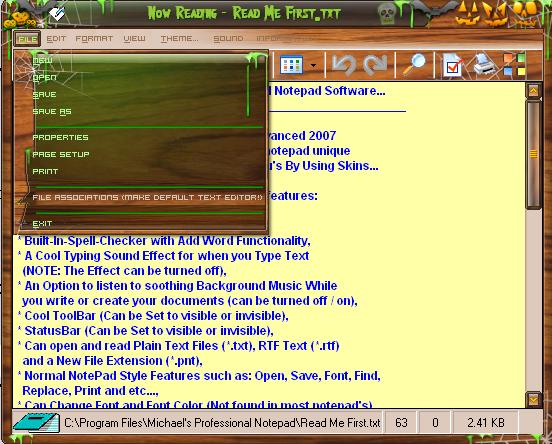 Now Reading - Read Me First.txt
FILE EDIT FORMAT VIEW THEME... SOUND
NEW
OPEN
SAVE
SAVE AS
PROPERTIES
PAGE SETUP
PRINT
FILE ASSOCIATIONS (MAKE DEFAULT TEXT EDITOR!)
EXIT
l Notepad Software...
vanced 2007
notepad unique
r's By Using Skins...
features:
* Built-In-Spell-Checker with Add Word Functionality,
* A Cool Typing Sound Effect for when you Type Text
(NOTE: The Effect can be turned off),
* An Option to listen to soothing Background Music While
you write or create your documents (can be turned off / on),
* Cool ToolBar (Can be Set to visible or invisible),
* StatusBar (Can be Set to visible or invisible),
* Can open and read Plain Text Files (*.txt), RTF Text (*.rtf)
and a New File Extension (*.pnt),
* Normal NotePad Style Features such as: Open, Save, Font, Find,
Replace, Print and etc...,
* Can Change Font and Font Color (Not found in most notepad's)
C:\Program Files\Michael's Professional Notepad\Read Me First.txt 63 0 2.41 KB